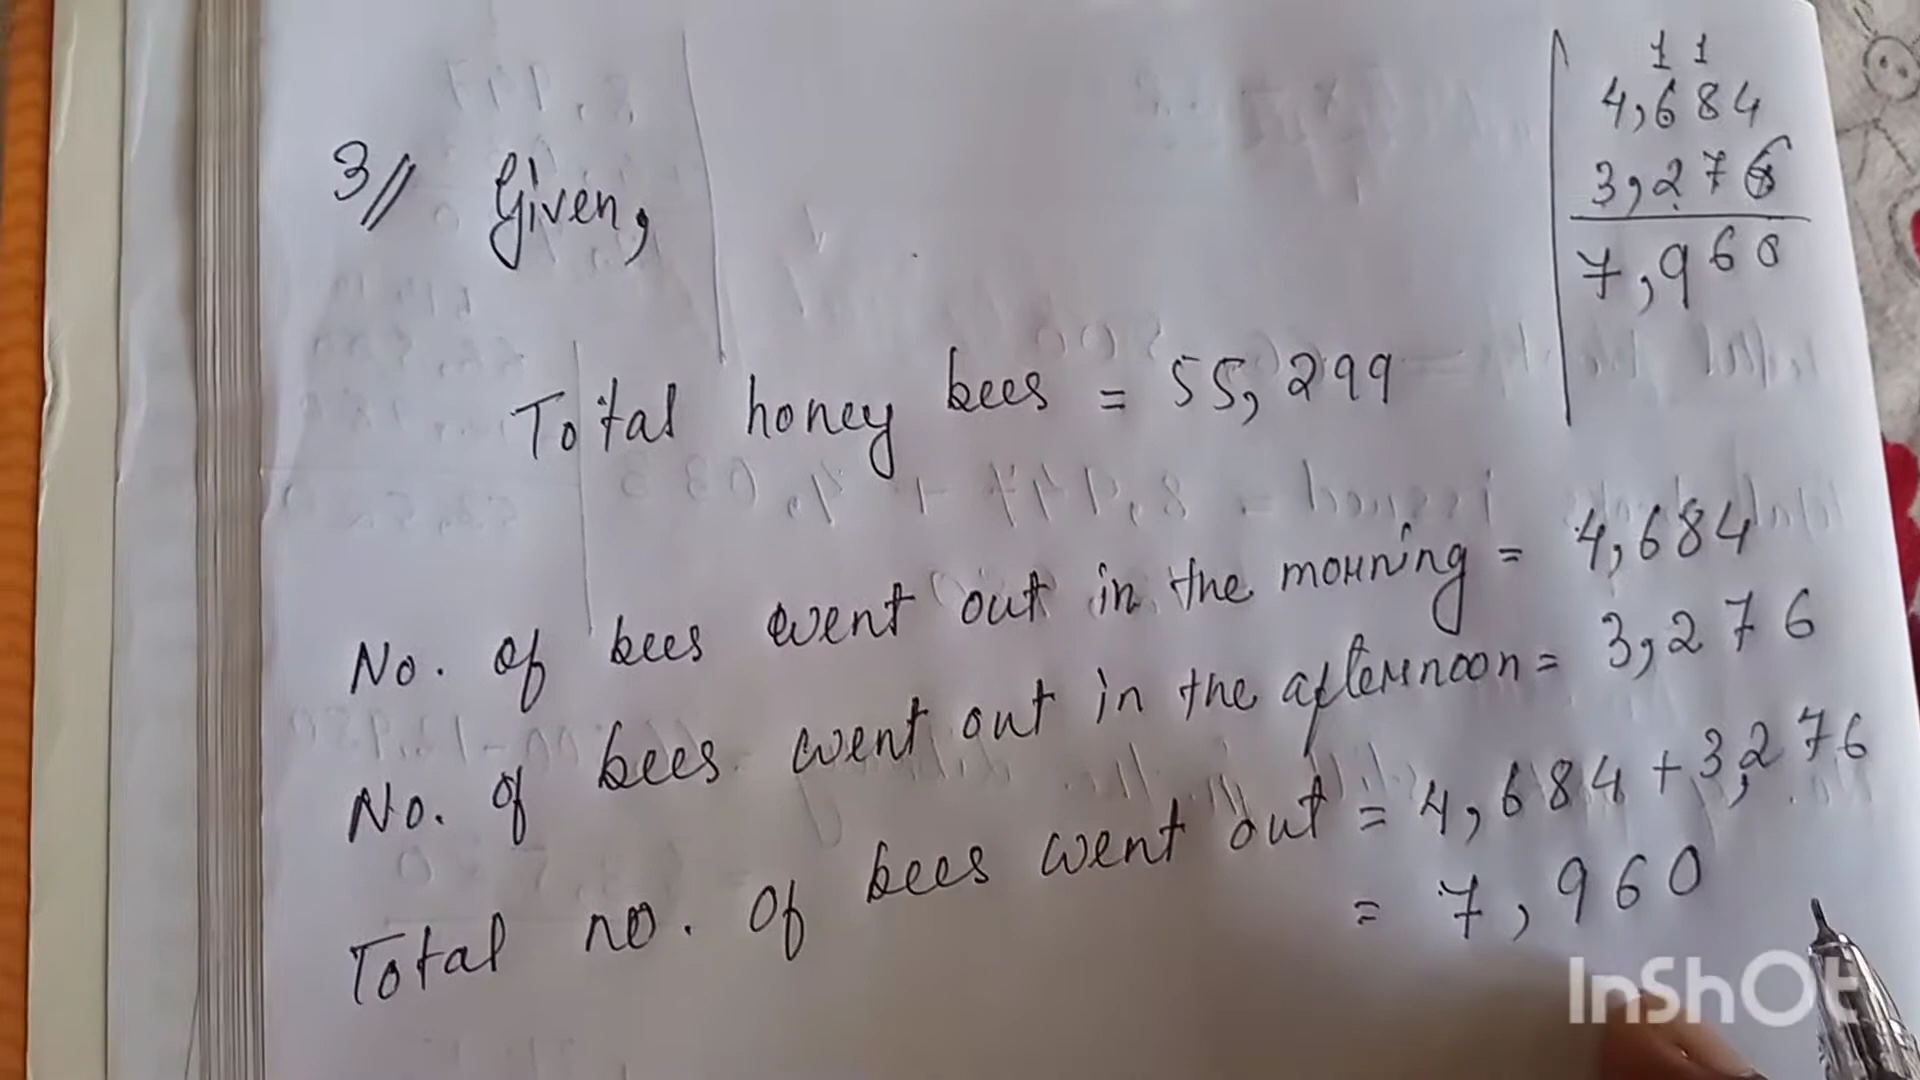 3// Given,
1 1
4,684
3,276
7,960
Total honey bees = 55,299
No. of bees went out in the morning = 4,684
No. of bees went out in the afternoon = 3,276
Total no. of bees went out = 4,684 + 3,276
= 7,960
InShOt